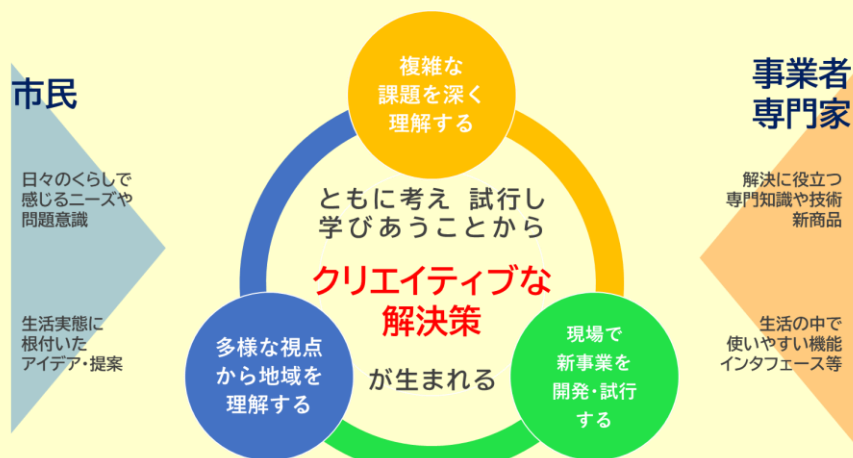 市民
日々のくらしで
感じるニーズや
問題意識
生活実態に
根付いた
アイデア・提案
複雑な
課題を深く
理解する
ともに考え 試行し
学びあうことから
クリエイティブな
解決策
が生まれる
多様な視点
から地域を
理解する
現場で
新事業を
開発・試行
する
事業者
専門家
解決に役立つ
専門知識や技術
新商品
生活の中で
使いやすい機能
インタフェース等